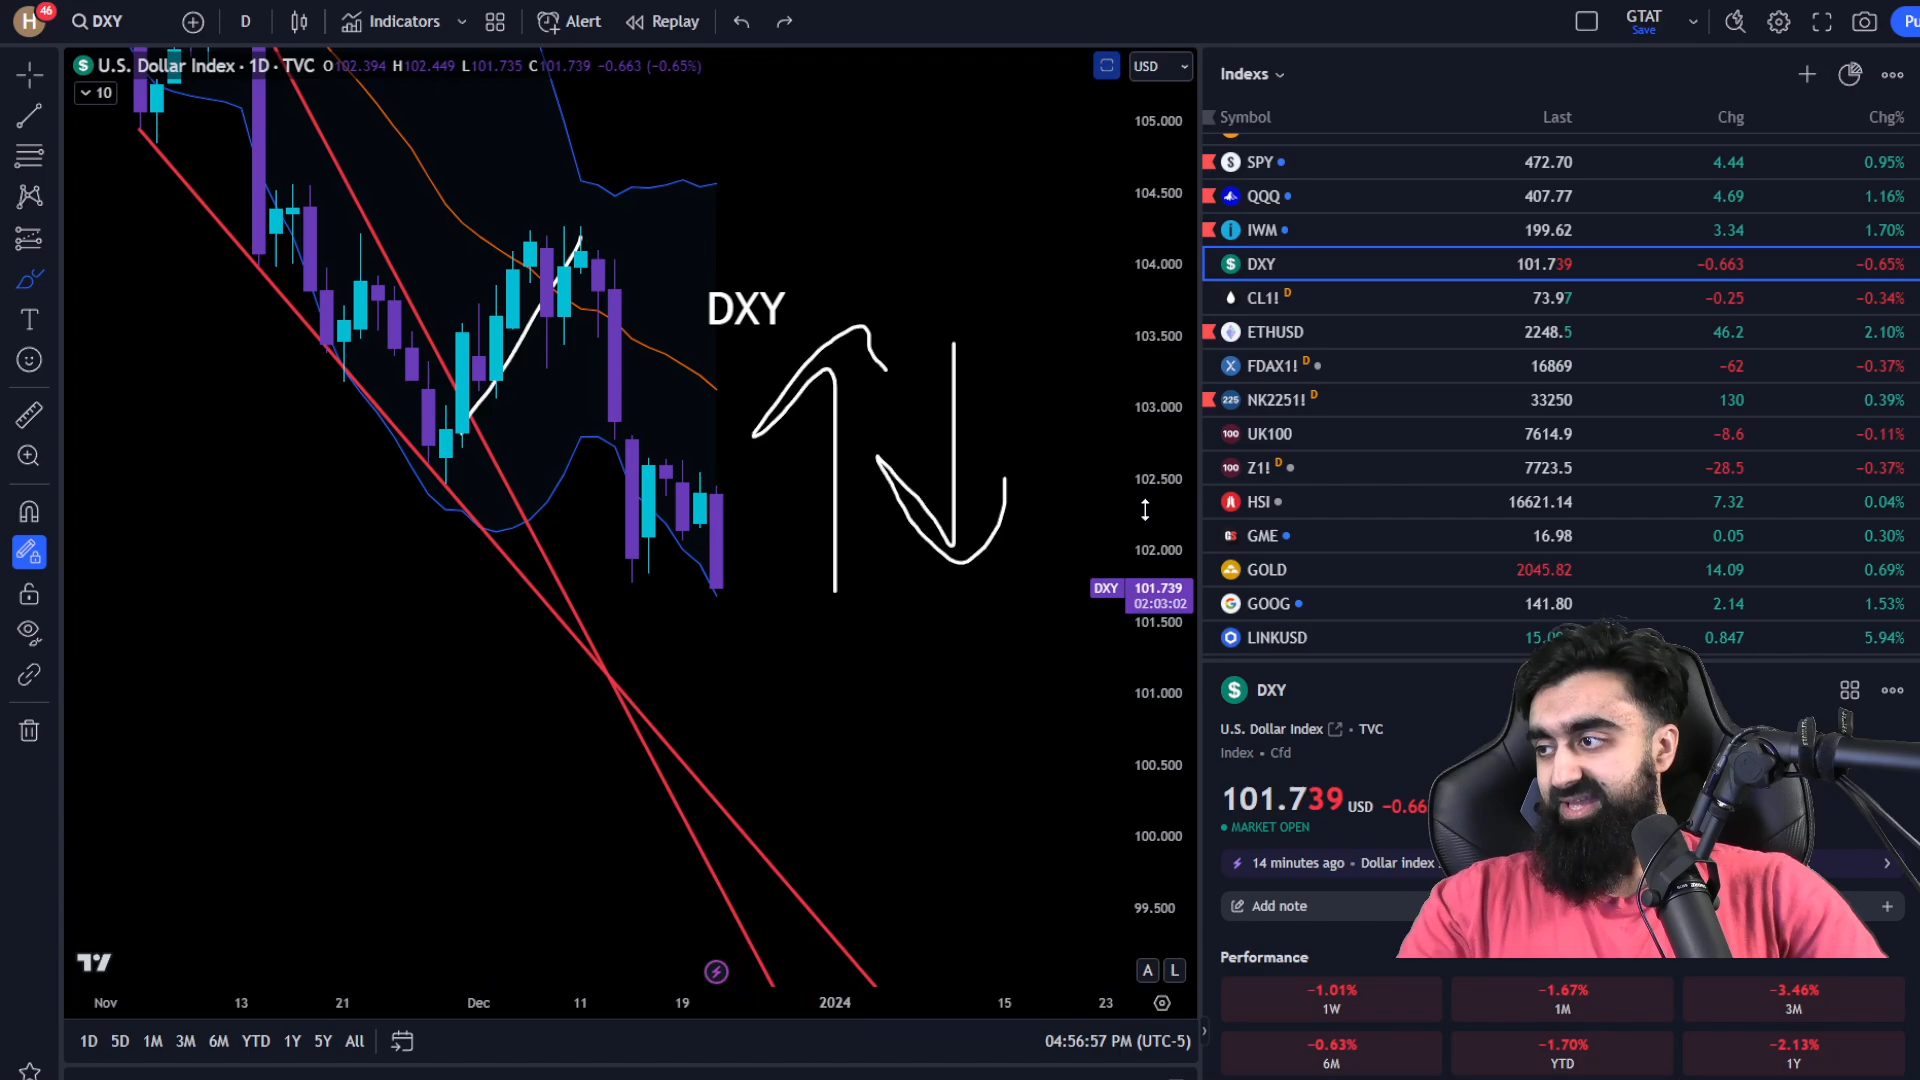 H 46 DXY D Indicators Alert Replay GTAT Save Pu
U.S. Dollar Index · 1D · TVC O102.394 H102.449 L101.735 C101.739 −0.663 (−0.65%) USD
10
105.000
104.500
104.000
103.500
103.000
102.500
102.000
DXY 101.739
02:03:02
101.500
101.000
100.500
100.000
99.500
DXY
A L
Nov 13 21 Dec 11 19 2024 15 23
1D 5D 1M 3M 6M YTD 1Y 5Y All 04:56:57 PM (UTC-5)
Indexs
Symbol Last Chg Chg%
SPY 472.70 4.44 0.95%
QQQ 407.77 4.69 1.16%
IWM 199.62 3.34 1.70%
DXY 101.739 −0.663 −0.65%
CL1! D 73.97 −0.25 −0.34%
ETHUSD 2248.5 46.2 2.10%
FDAX1! D 16869 −62 −0.37%
225 NK2251! D 33250 130 0.39%
100 UK100 7614.9 −8.6 −0.11%
100 Z1! D 7723.5 −28.5 −0.37%
HSI 16621.14 7.32 0.04%
GME 16.98 0.05 0.30%
GOLD 2045.82 14.09 0.69%
GOOG 141.80 2.14 1.53%
LINKUSD 0.847 5.94%
DXY
U.S. Dollar Index · TVC
Index · Cfd
101.739 USD −0.66
MARKET OPEN
14 minutes ago · Dollar index
Add note
Performance
−1.01% −1.67% −3.46%
1W 1M 3M
−0.63% −1.70% −2.13%
6M YTD 1Y